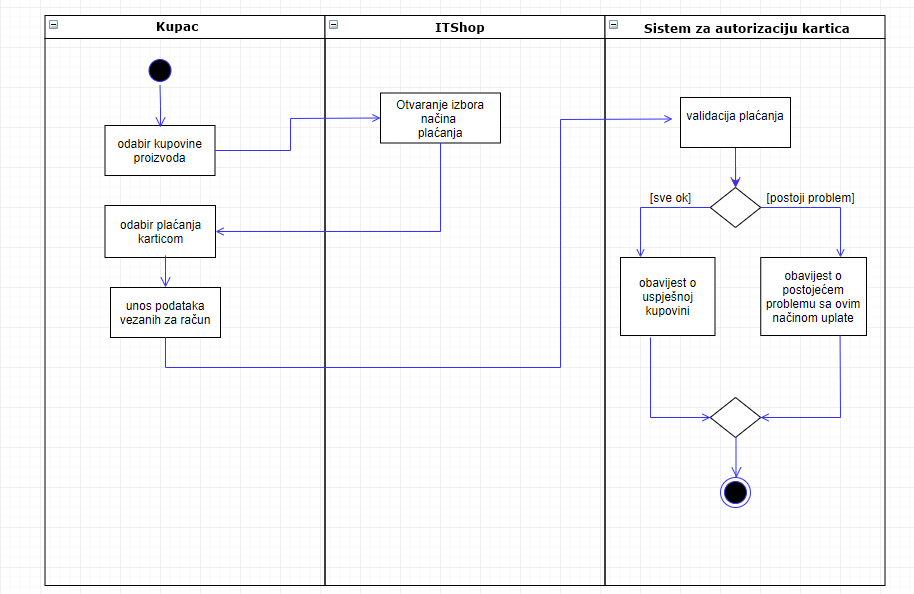 Kupac
ITShop
Sistem za autorizaciju kartica
odabir kupovine
proizvoda
Otvaranje izbora
načina
plaćanja
odabir plaćanja
karticom
unos podataka
vezanih za račun
validacija plaćanja
[sve ok]
[postoji problem]
obavijest o
uspješnoj
kupovini
obavijest o
postojećem
problemu sa ovim
načinom uplate